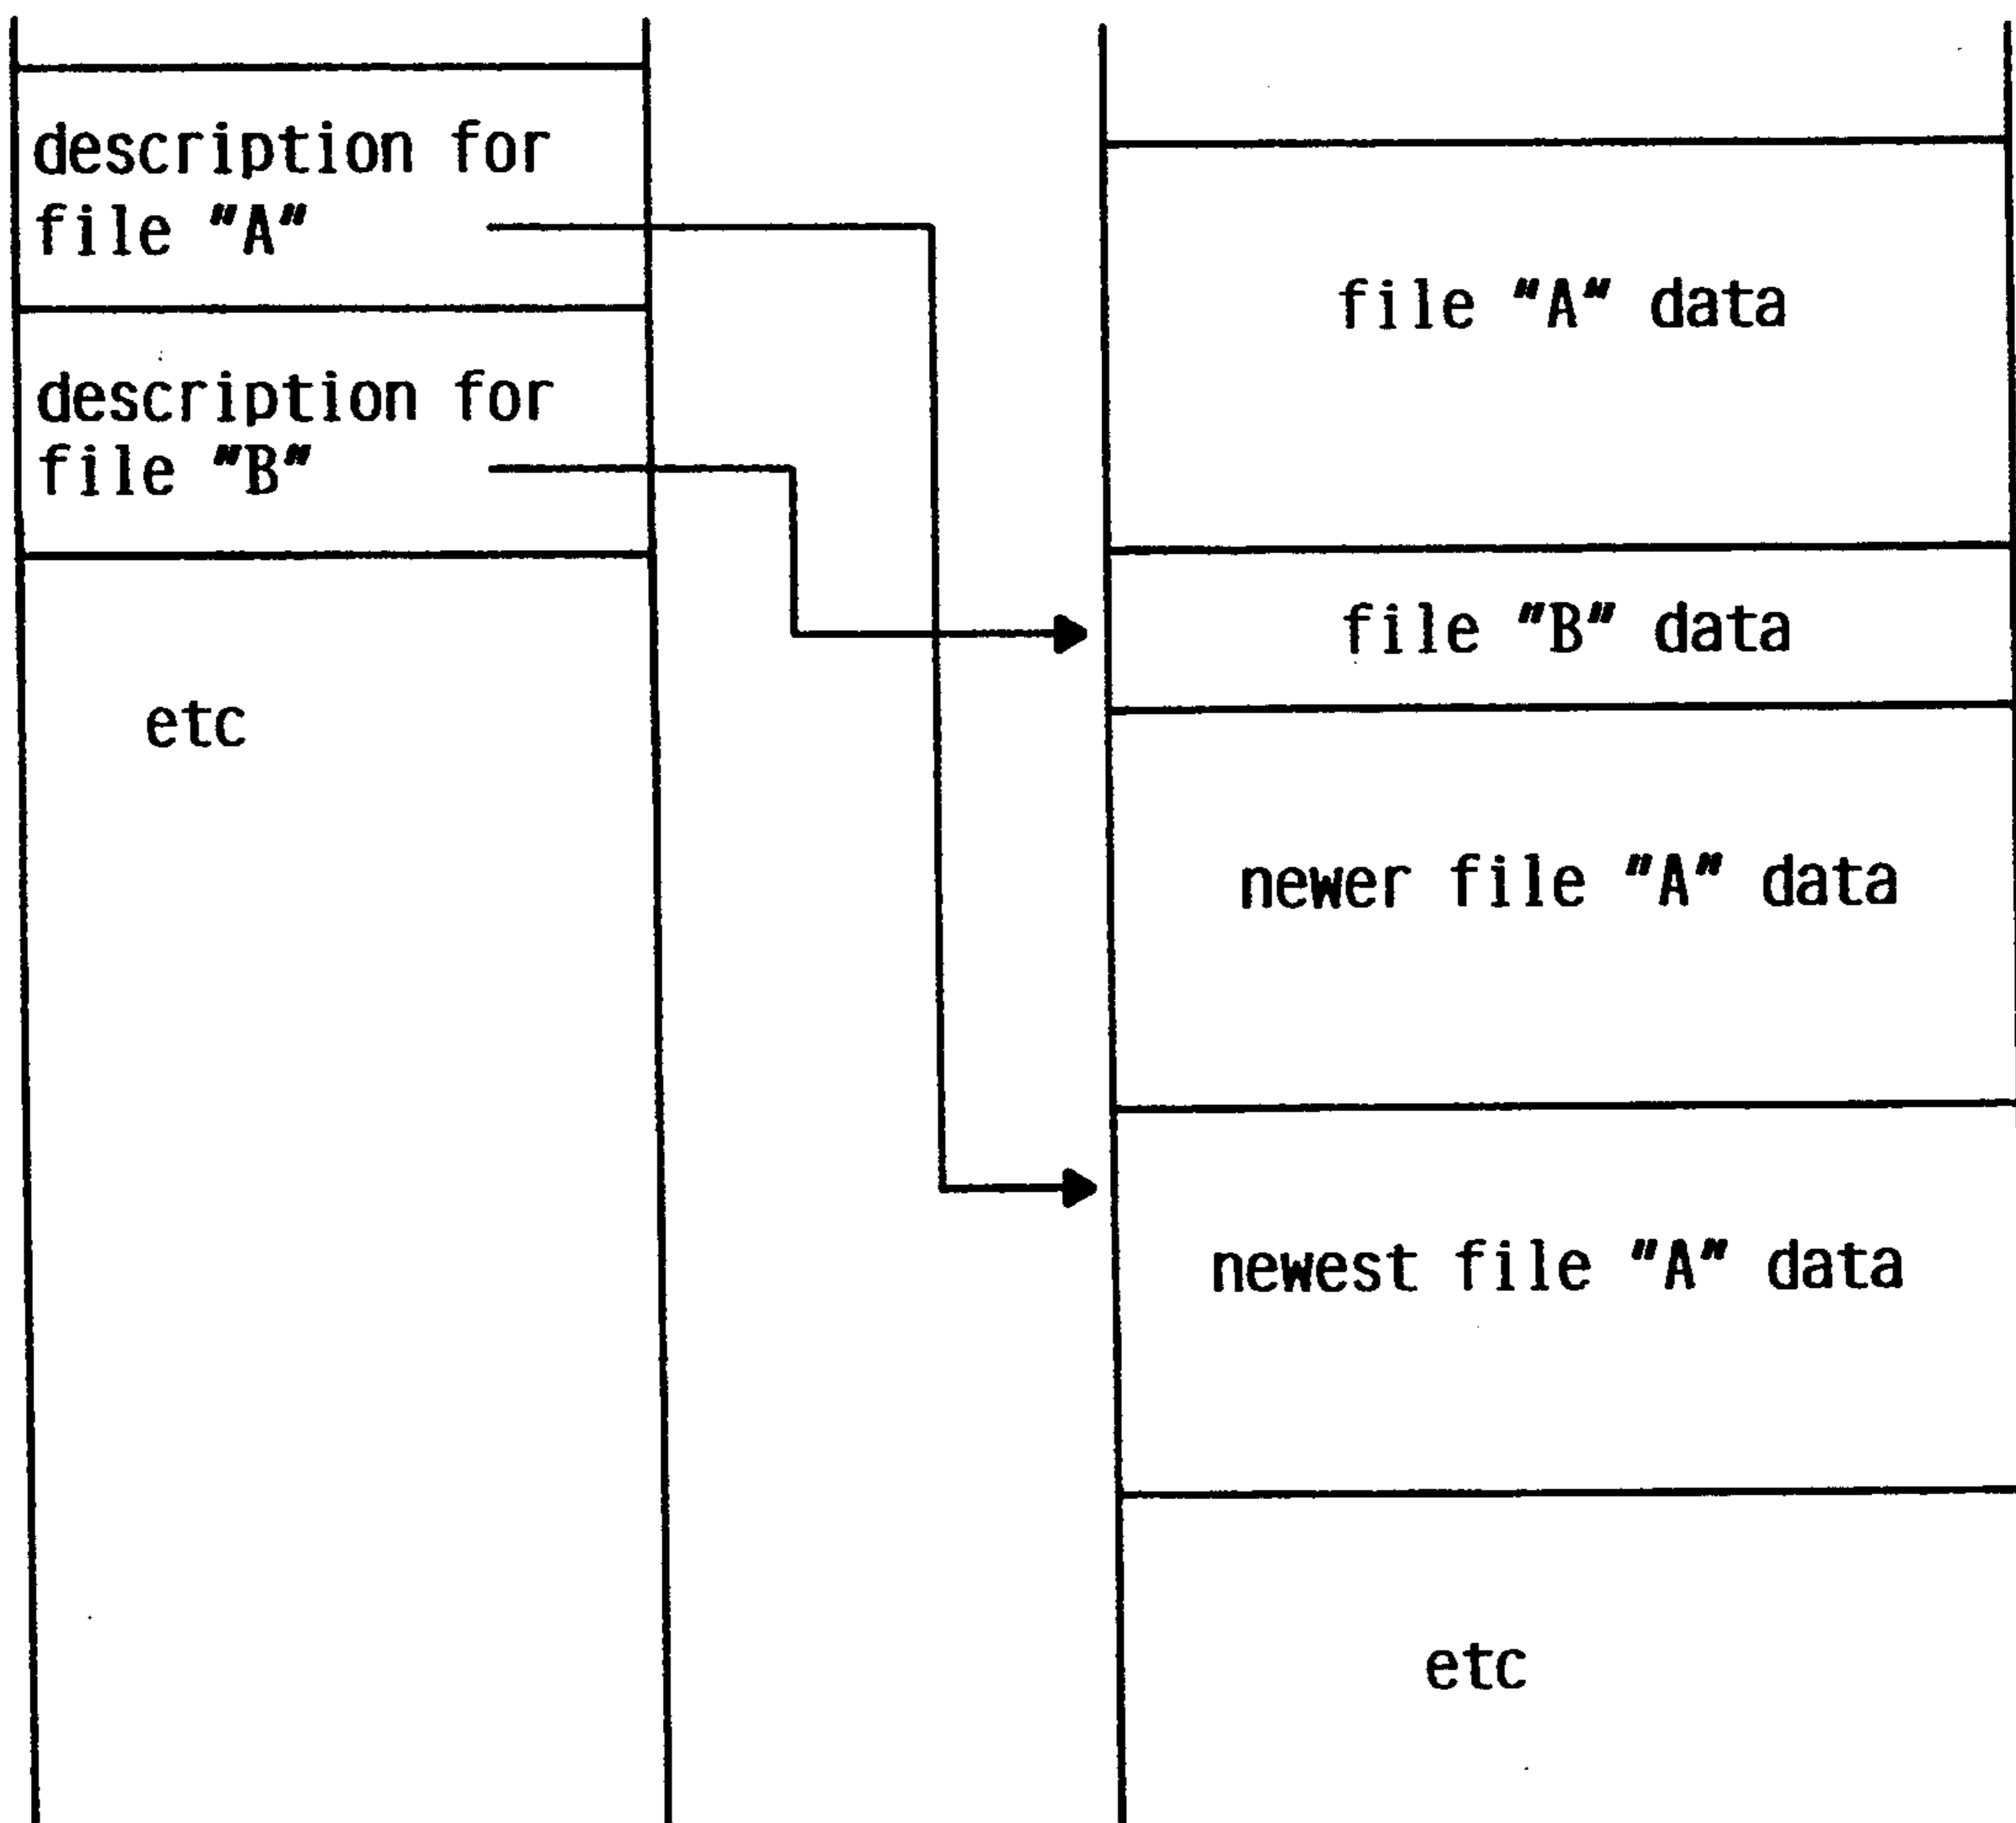 description for
file "A"
description for
file "B"
etc
file "A" data
file "B" data
newer file "A" data
newest file "A" data
etc